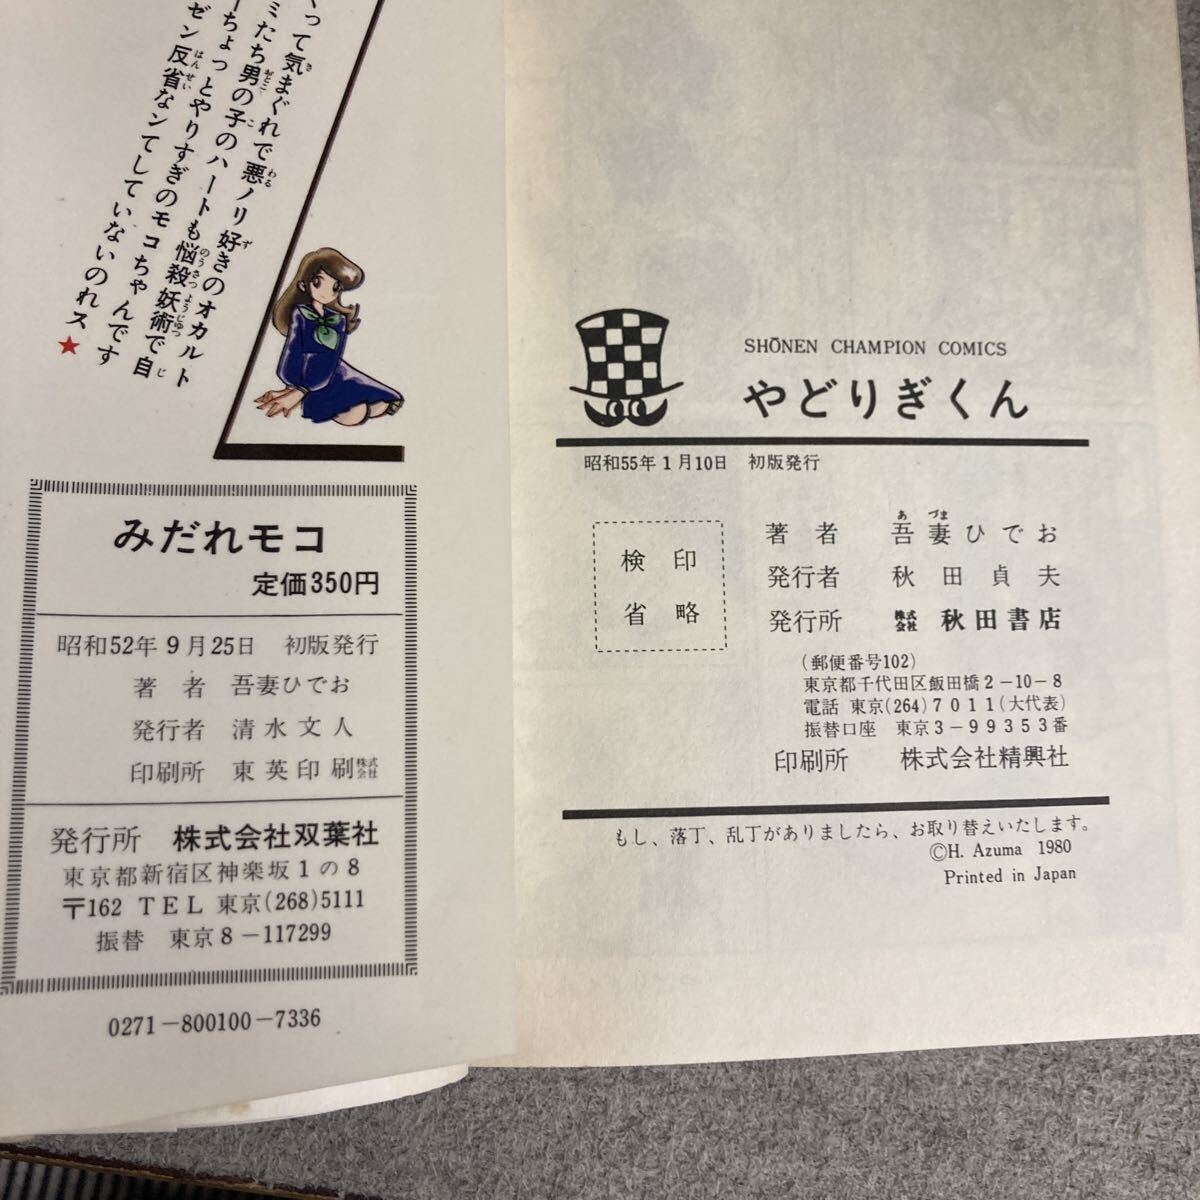 って気まぐれで悪ノリ好きのオカルト
ミたち男の子のハートも悩殺妖術で自
ーちょっとやりすぎのモコちゃんです
ゼン反省なンてしていないのれス★
みだれモコ
定価350円
昭和52年9月25日 初版発行
著者 吾妻ひでお
発行者 清水文人
印刷所 東英印刷株式会社
発行所 株式会社双葉社
東京都新宿区神楽坂1の8
〒162 TEL 東京(268)5111
振替 東京8-117299
0271-800100-7336
SHŌNEN CHAMPION COMICS
やどりぎくん
昭和55年1月10日 初版発行
検印
省略
あ づま
著者 吾妻ひでお
発行者 秋田貞夫
発行所 株式会社 秋田書店
(郵便番号102)
東京都千代田区飯田橋2-10-8
電話 東京(264)7011(大代表)
振替口座 東京3-99353番
印刷所 株式会社精興社
もし、落丁、乱丁がありましたら、お取り替えいたします。
©H. Azuma 1980
Printed in Japan